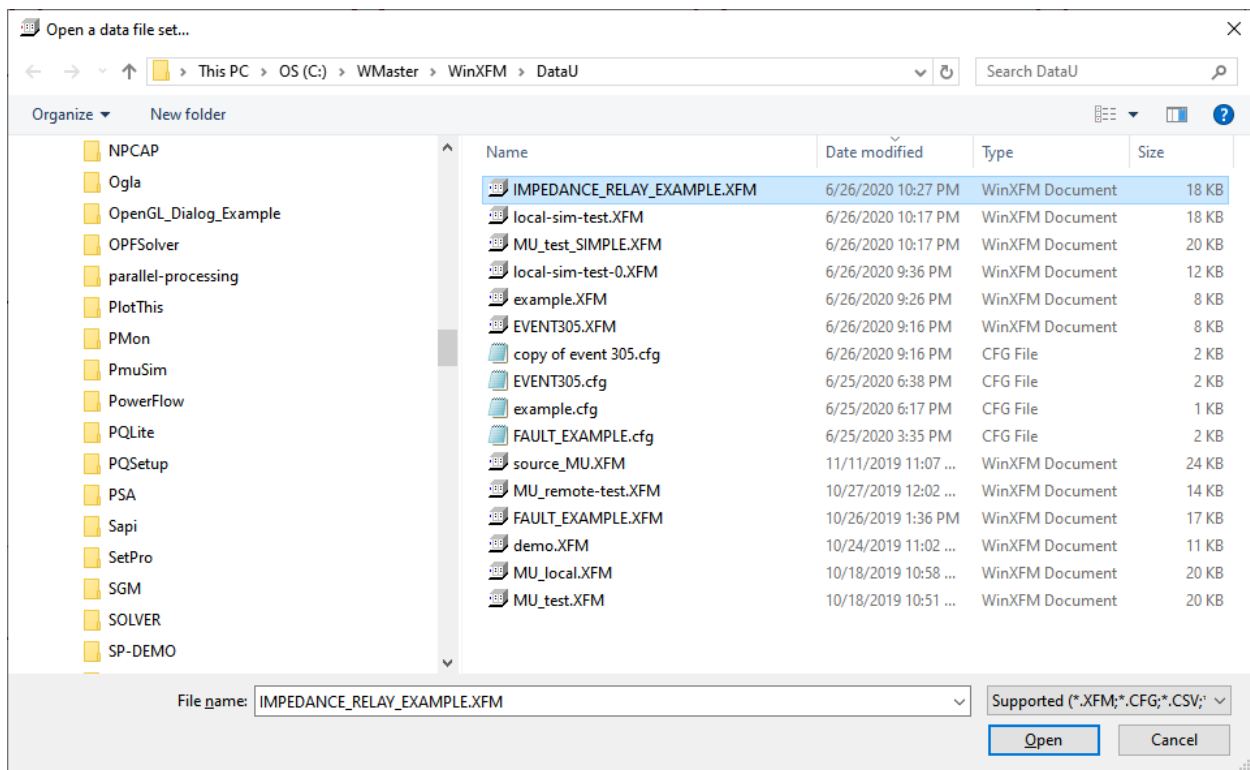 Open a data file set...
This PC > OS (C:) > WMaster > WinXFM > DataU
Search DataU
Organize
New folder
NPCAP
Ogla
OpenGL_Dialog_Example
OPFSolver
parallel-processing
PlotThis
PMon
PmuSim
PowerFlow
PQLite
PQSetup
PSA
Sapi
SetPro
SGM
SOLVER
SP-DEMO
Name Date modified Type Size
IMPEDANCE_RELAY_EXAMPLE.XFM 6/26/2020 10:27 PM WinXFM Document 18 KB
local-sim-test.XFM 6/26/2020 10:17 PM WinXFM Document 18 KB
MU_test_SIMPLE.XFM 6/26/2020 10:17 PM WinXFM Document 20 KB
local-sim-test-0.XFM 6/26/2020 9:36 PM WinXFM Document 12 KB
example.XFM 6/26/2020 9:26 PM WinXFM Document 8 KB
EVENT305.XFM 6/26/2020 9:16 PM WinXFM Document 8 KB
copy of event 305.cfg 6/26/2020 9:16 PM CFG File 2 KB
EVENT305.cfg 6/25/2020 6:38 PM CFG File 2 KB
example.cfg 6/25/2020 6:17 PM CFG File 1 KB
FAULT_EXAMPLE.cfg 6/25/2020 3:35 PM CFG File 2 KB
source_MU.XFM 11/11/2019 11:07 ... WinXFM Document 24 KB
MU_remote-test.XFM 10/27/2019 12:02 ... WinXFM Document 14 KB
FAULT_EXAMPLE.XFM 10/26/2019 1:36 PM WinXFM Document 17 KB
demo.XFM 10/24/2019 11:02 ... WinXFM Document 11 KB
MU_local.XFM 10/18/2019 10:58 ... WinXFM Document 20 KB
MU_test.XFM 10/18/2019 10:51 ... WinXFM Document 20 KB
File name: IMPEDANCE_RELAY_EXAMPLE.XFM
Supported (*.XFM;*.CFG;*.CSV;*
Open
Cancel